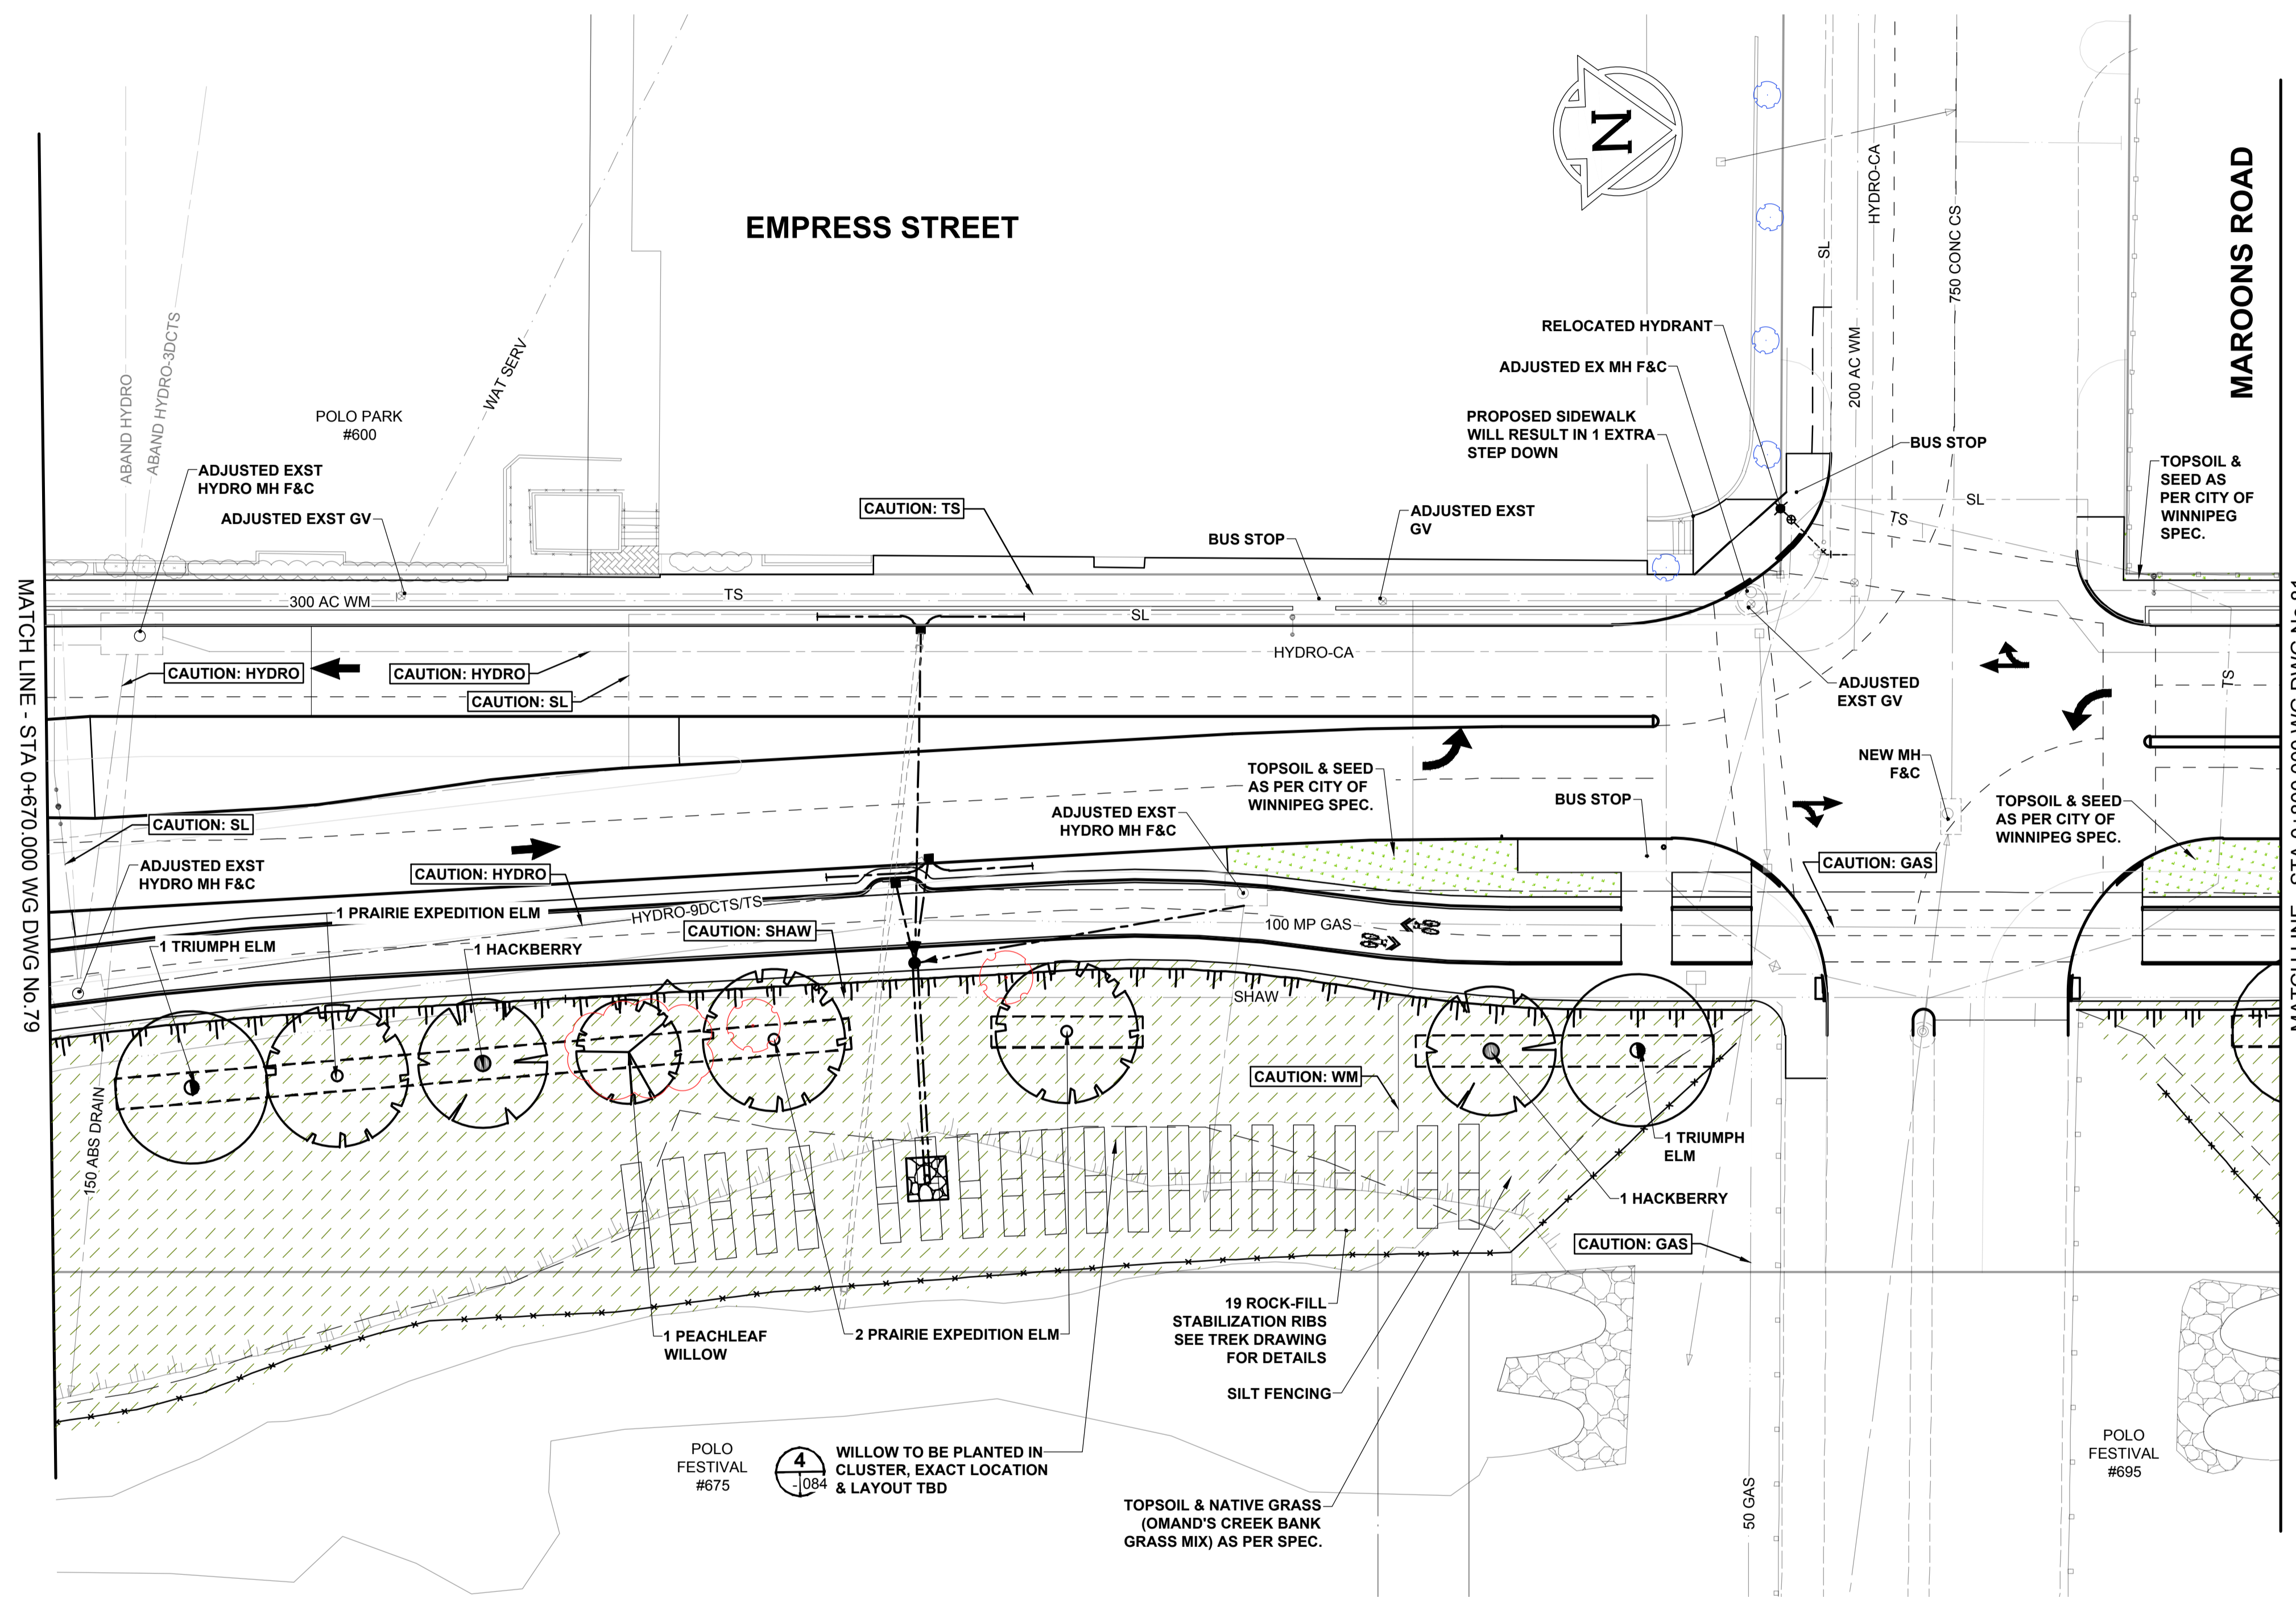 EMPRESS STREET
N
MAROONS ROAD
MATCH LINE - STA 0+670.000 WG DWG No.79
ABAND HYDRO
ABAND HYDRO-3DCTS
WAT SERV
POLO PARK
#600
ADJUSTED EXST
HYDRO MH F&C
ADJUSTED EXST GV
CAUTION: TS
BUS STOP
ADJUSTED EXST
GV
RELOCATED HYDRANT
ADJUSTED EX MH F&C
PROPOSED SIDEWALK
WILL RESULT IN 1 EXTRA
STEP DOWN
SL
HYDRO-CA
200 AC WM
750 CONC CS
BUS STOP
SL
TS
TOPSOIL &
SEED AS
PER CITY OF
WINNIPEG
SPEC.
300 AC WM
TS
SL
HYDRO-CA
CAUTION: HYDRO
CAUTION: HYDRO
CAUTION: SL
ADJUSTED
EXST GV
TS
NEW MH
F&C
TOPSOIL & SEED
AS PER CITY OF
WINNIPEG SPEC.
BUS STOP
TOPSOIL & SEED
AS PER CITY OF
WINNIPEG SPEC.
ADJUSTED EXST
HYDRO MH F&C
CAUTION: SL
ADJUSTED EXST
HYDRO MH F&C
CAUTION: HYDRO
CAUTION: GAS
1 PRAIRIE EXPEDITION ELM
HYDRO-9DCTS/TS
1 TRIUMPH ELM
1 HACKBERRY
CAUTION: SHAW
100 MP GAS
SHAW
CAUTION: WM
150 ABS DRAIN
1 TRIUMPH
ELM
1 HACKBERRY
CAUTION: GAS
19 ROCK-FILL
STABILIZATION RIBS
SEE TREK DRAWING
FOR DETAILS
1 PEACHLEAF
WILLOW
2 PRAIRIE EXPEDITION ELM
SILT FENCING
POLO
FESTIVAL
#675
4
- 084
WILLOW TO BE PLANTED IN
CLUSTER, EXACT LOCATION
& LAYOUT TBD
TOPSOIL & NATIVE GRASS
(OMAND'S CREEK BANK
GRASS MIX) AS PER SPEC.
50 GAS
POLO
FESTIVAL
#695